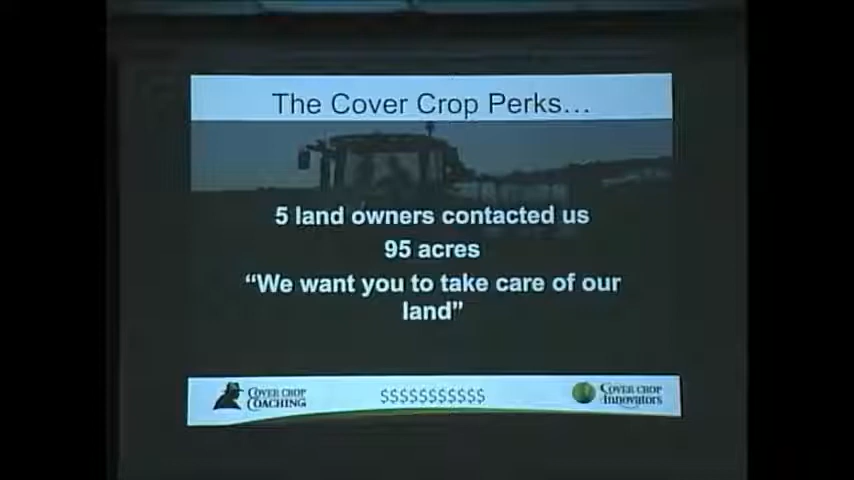 The Cover Crop Perks…
5 land owners contacted us
95 acres
“We want you to take care of our
land”
COVER CROP
COACHING
$$$$$$$$$$$
COVER CROP
Innovators